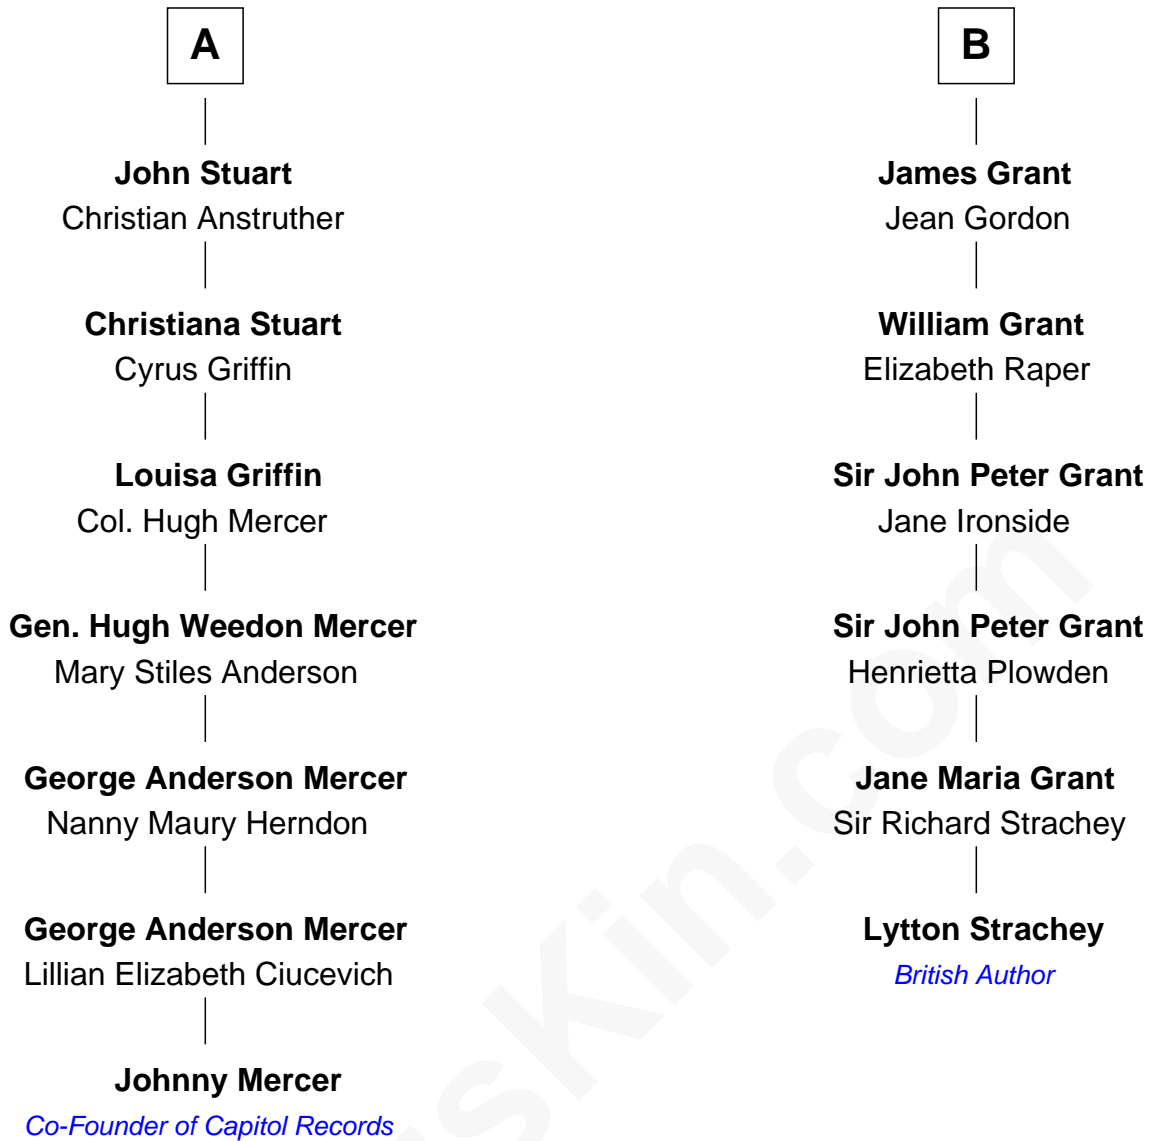 A
John Stuart
Christian Anstruther
Christiana Stuart
Cyrus Griffin
Louisa Griffin
Col. Hugh Mercer
Gen. Hugh Weedon Mercer
Mary Stiles Anderson
George Anderson Mercer
Nanny Maury Herndon
George Anderson Mercer
Lillian Elizabeth Ciucevich
Johnny Mercer
Co-Founder of Capitol Records
B
James Grant
Jean Gordon
William Grant
Elizabeth Raper
Sir John Peter Grant
Jane Ironside
Sir John Peter Grant
Henrietta Plowden
Jane Maria Grant
Sir Richard Strachey
Lytton Strachey
British Author